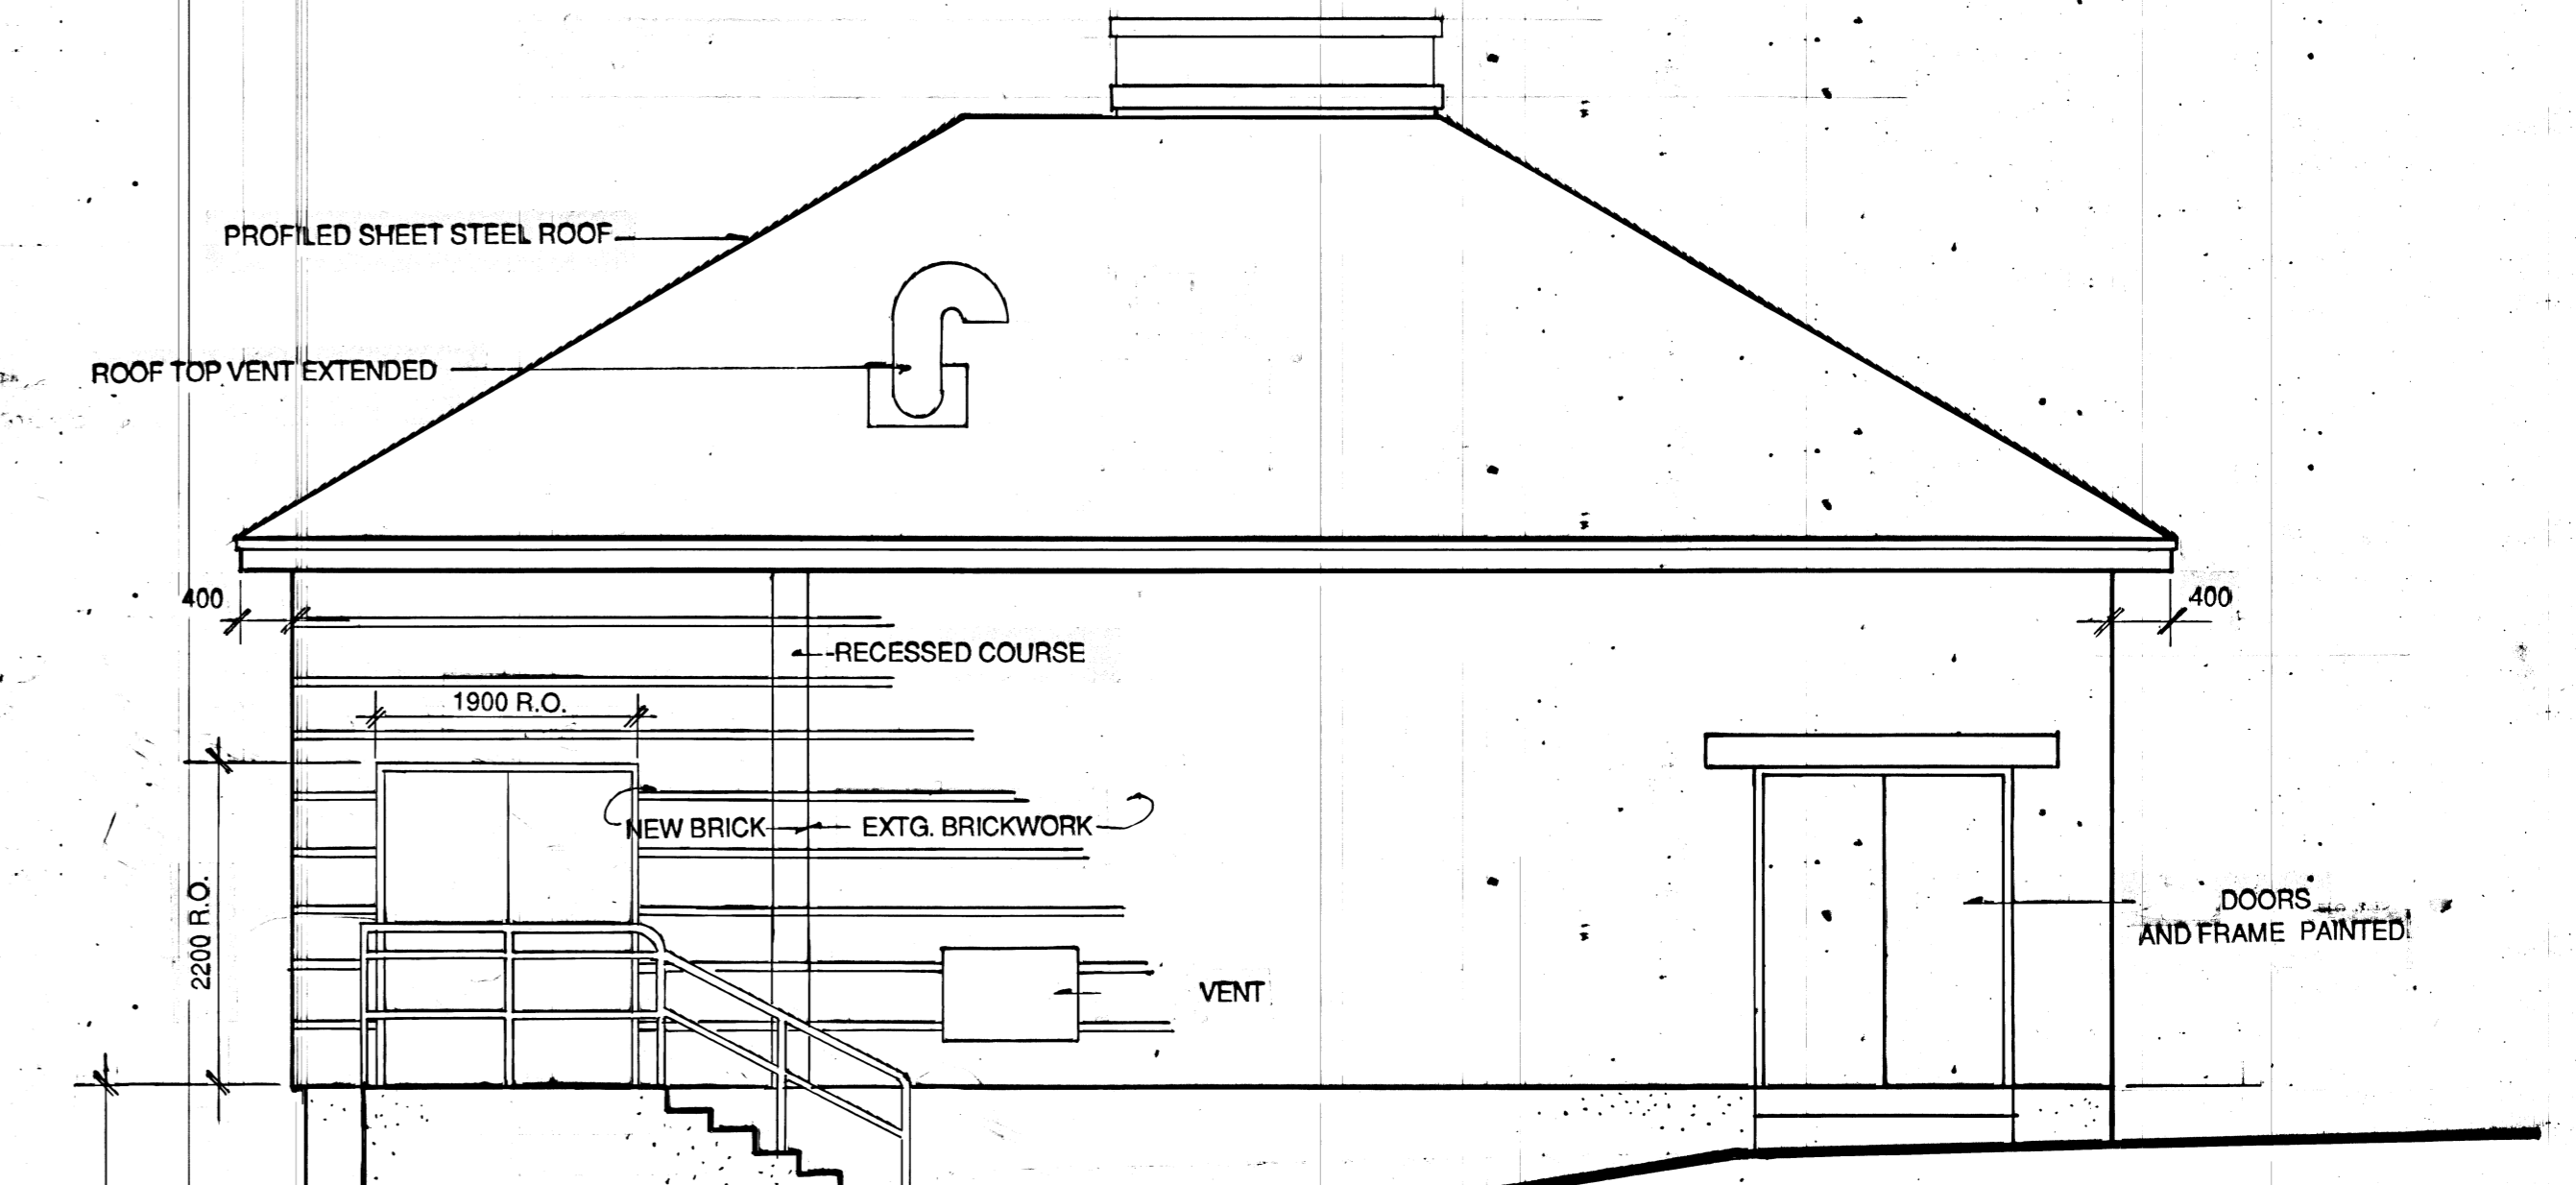 PROFILED SHEET STEEL ROOF
ROOF TOP VENT EXTENDED
400
400
RECESSED COURSE
1900 R.O.
NEW BRICK
EXTG. BRICKWORK
2200 R.O.
DOORS
AND FRAME PAINTED
VENT